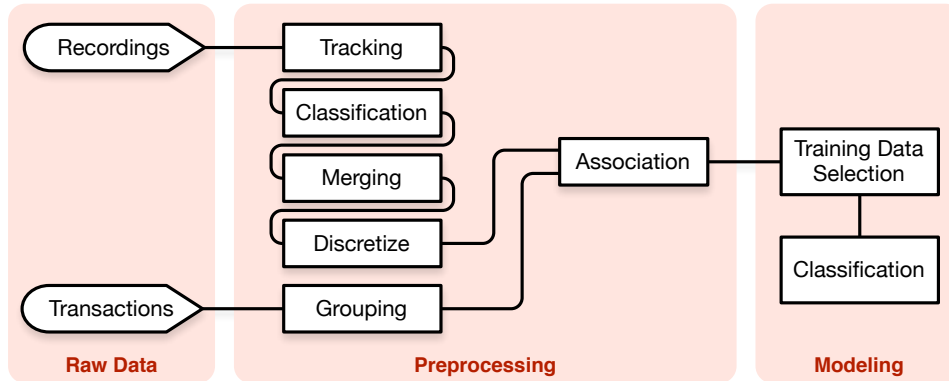 Recordings
Tracking
Classification
Merging
Discretize
Transactions
Grouping
Association
Training Data
Selection
Classification
Raw Data
Preprocessing
Modeling